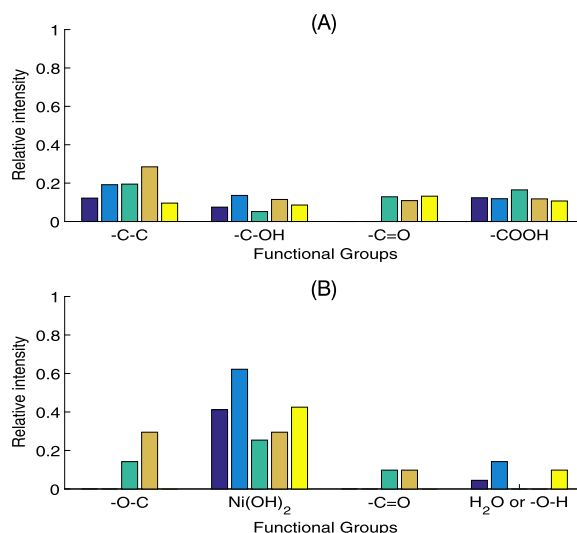 (A)
Relative intensity
1
0.8
0.6
0.4
0.2
0
-C-C -C-OH -C=O -COOH
Functional Groups
(B)
Relative intensity
1
0.8
0.6
0.4
0.2
0
-O-C Ni(OH)2 -C=O H2O or -O-H
Functional Groups